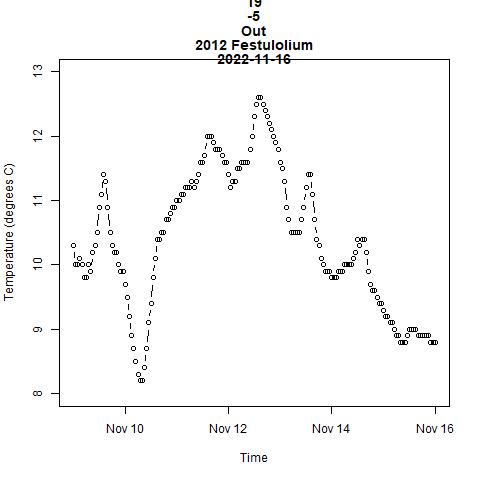 19
-5
Out
2012 Festulolium
2022-11-16
13
12
11
10
9
8
Temperature (degrees C)
Nov 10 Nov 12 Nov 14 Nov 16
Time